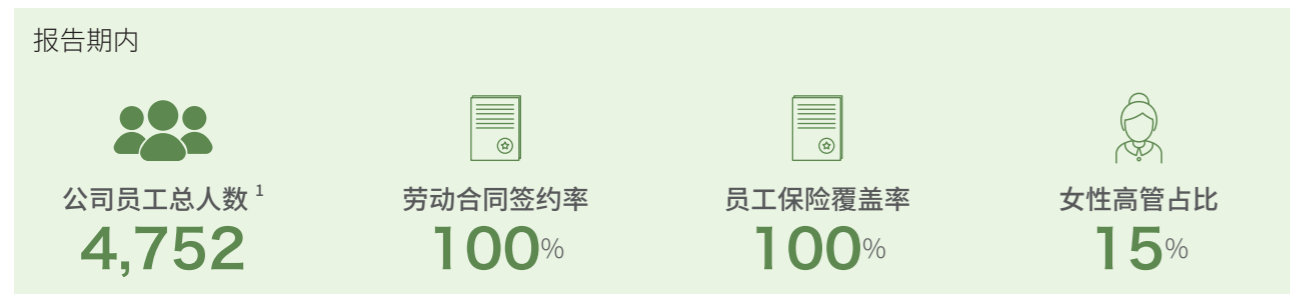 报告期内
公司员工总人数 1
4,752
劳动合同签约率
100%
员工保险覆盖率
100%
女性高管占比
15%